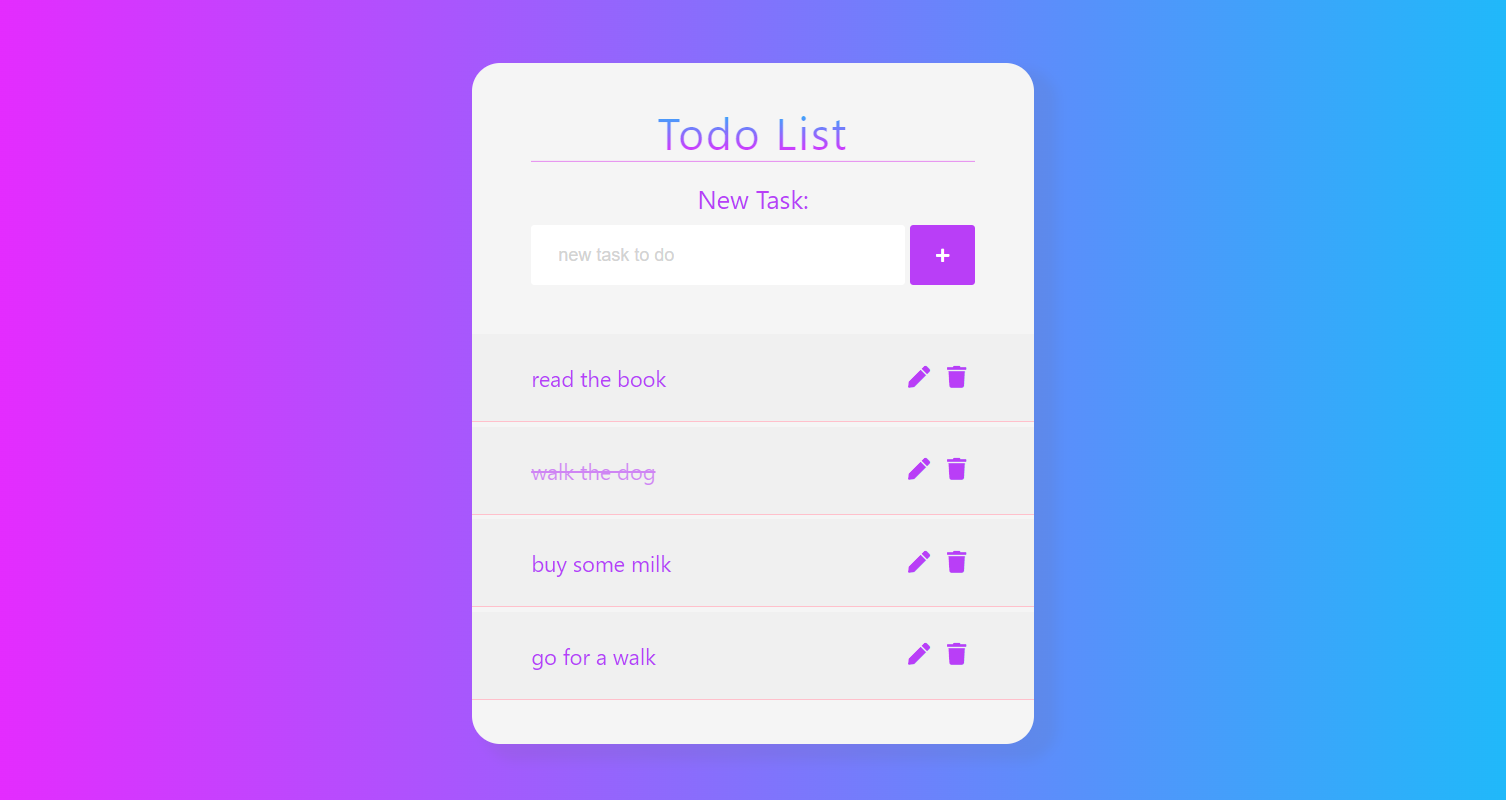 Todo List
New Task:
new task to do
+
read the book
walk the dog
buy some milk
go for a walk